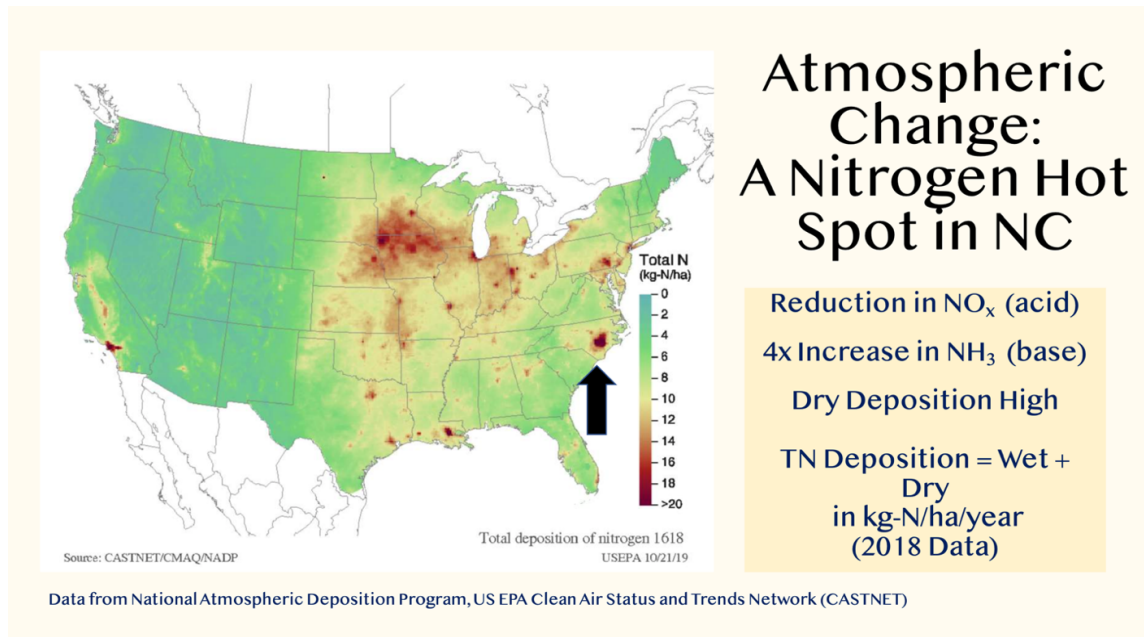 Atmospheric
Change:
A Nitrogen Hot
Spot in NC
Total N
(kg-N/ha)
0
2
4
6
8
10
12
14
16
18
>20
Total deposition of nitrogen 1618
Source: CASTNET/CMAQ/NADP
USEPA 10/21/19
Reduction in NOₓ (acid)
4x Increase in NH₃ (base)
Dry Deposition High
TN Deposition = Wet +
Dry
in kg-N/ha/year
(2018 Data)
Data from National Atmospheric Deposition Program, US EPA Clean Air Status and Trends Network (CASTNET)